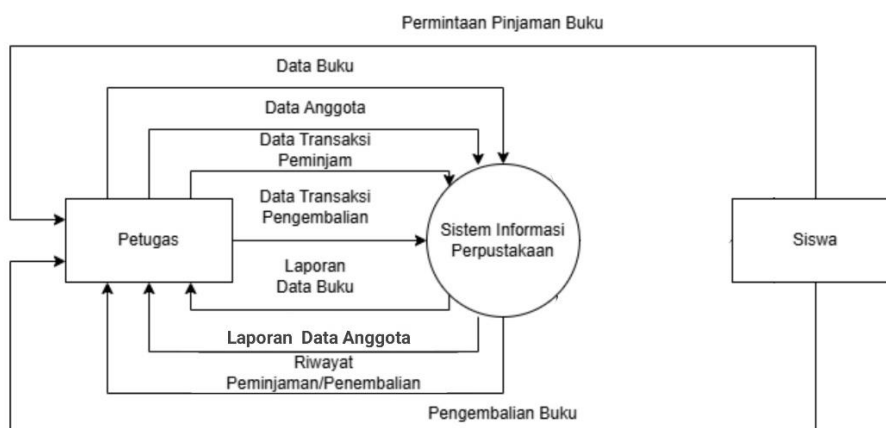 Permintaan Pinjaman Buku
Data Buku
Data Anggota
Data Transaksi
Peminjam
Data Transaksi
Pengembalian
Petugas
Sistem Informasi
Perpustakaan
Siswa
Laporan
Data Buku
Laporan Data Anggota
Riwayat
Peminjaman/Penembalian
Pengembalian Buku